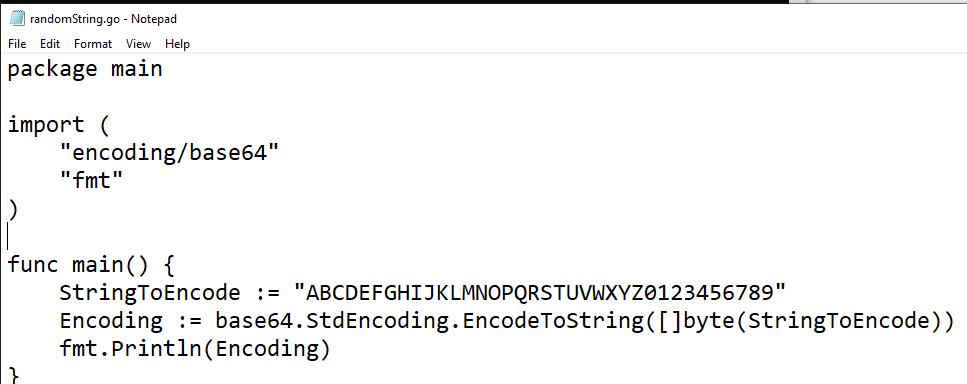 randomString.go - Notepad
File Edit Format View Help
package main
import (
    "encoding/base64"
    "fmt"
)
func main() {
    StringToEncode := "ABCDEFGHIJKLMNOPQRSTUVWXYZ0123456789"
    Encoding := base64.StdEncoding.EncodeToString([]byte(StringToEncode))
    fmt.Println(Encoding)
}